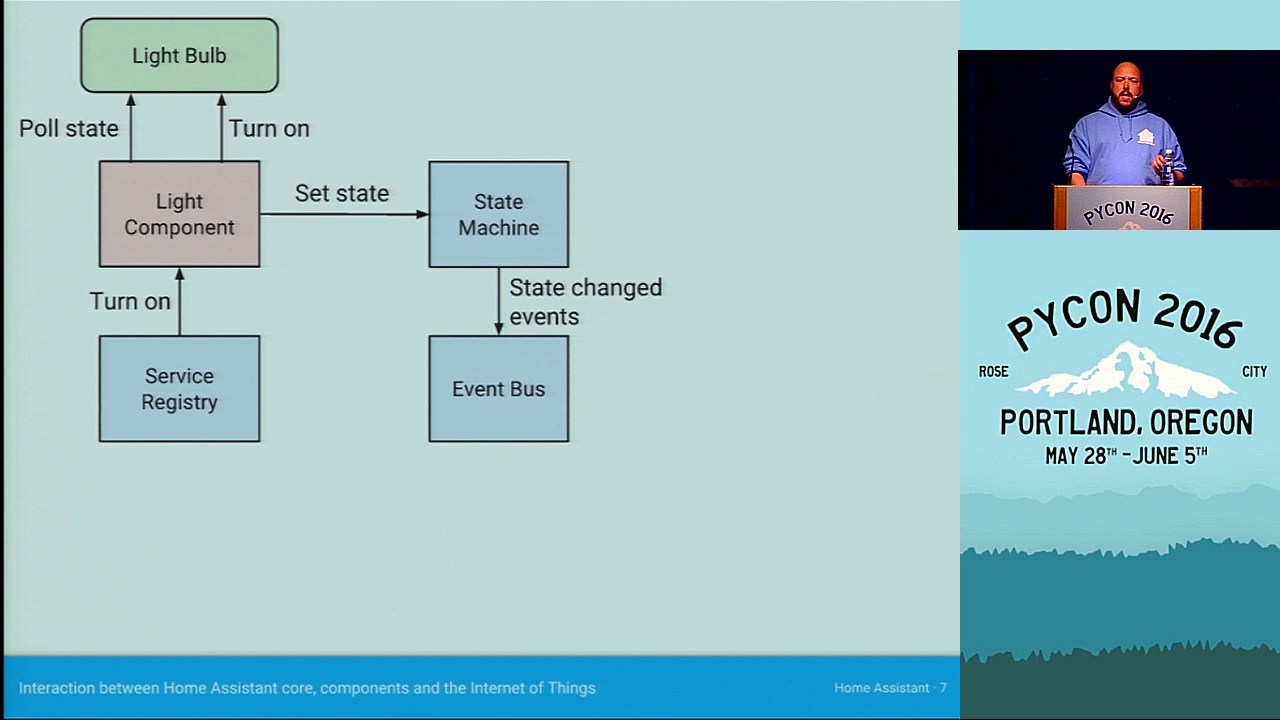 Light Bulb
Poll state
Turn on
Light
Component
Set state
State
Machine
Turn on
State changed
events
Service
Registry
Event Bus
Interaction between Home Assistant core, components and the Internet of Things
Home Assistant · 7
PYCON 2016
PYCON 2016
ROSE
CITY
PORTLAND, OREGON
MAY 28TH - JUNE 5TH